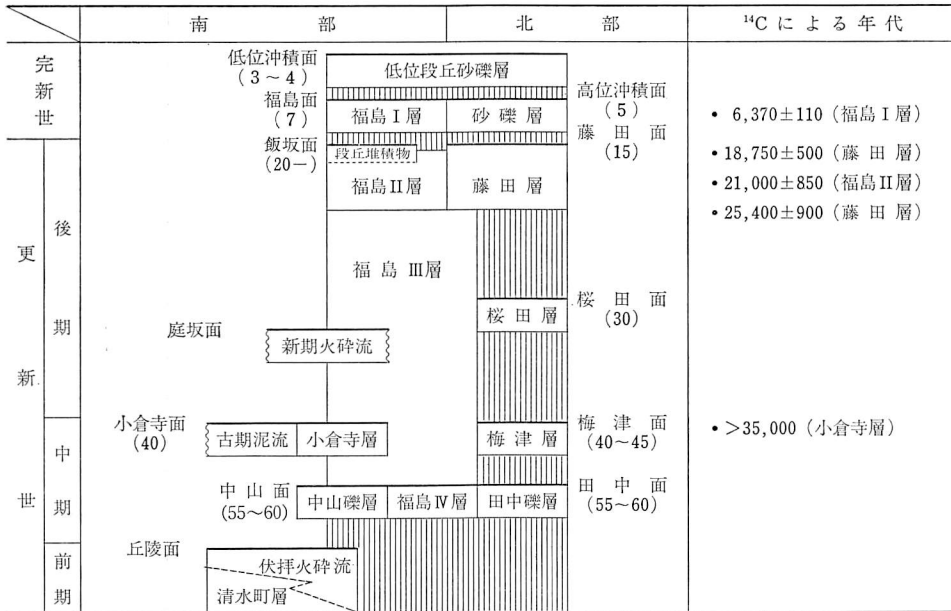 南部 北部 ¹⁴Cによる年代
完新世
低位沖積面
(3～4)
低位段丘砂礫層
福島面
(7)
福島Ⅰ層 砂礫層
高位沖積面
(5)
• 6,370±110 (福島Ⅰ層)
飯坂面
(20－)
段丘堆積物
藤田面
(15)
• 18,750±500 (藤田層)
福島Ⅱ層 藤田層
• 21,000±850 (福島Ⅱ層)
• 25,400±900 (藤田層)
更新世
後期
福島Ⅲ層
桜田層
桜田面
(30)
庭坂面
新期火砕流
中期
小倉寺面
(40)
古期泥流 小倉寺層 梅津層
梅津面
(40～45)
• >35,000 (小倉寺層)
中山面
(55～60)
中山礫層 福島Ⅳ層 田中礫層
田中面
(55～60)
前期
丘陵面
伏拝火砕流
清水町層